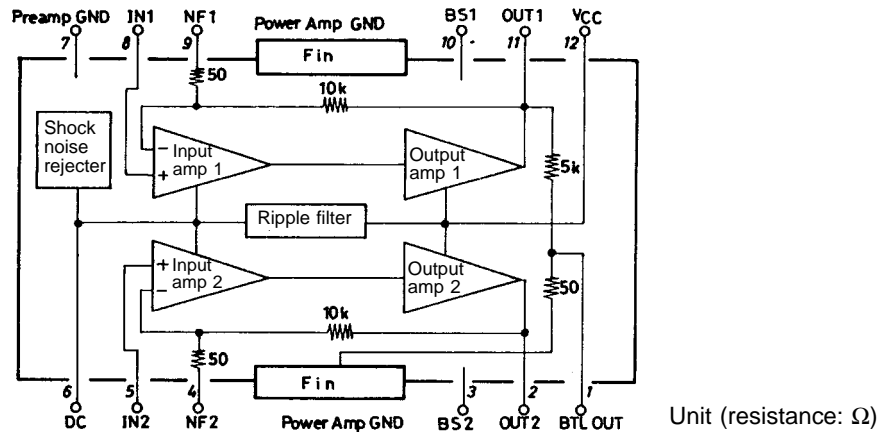 Preamp GND IN1 NF1 Power Amp GND BS1 OUT1 VCC
7 8 9 Fin 10 11 12
50
10k
Shock
noise
rejecter
− Input
+ amp 1
Output
amp 1
5k
Ripple filter
+ Input
− amp 2
Output
amp 2
50
10k
50
Fin
6 5 4 3 2 1
DC IN2 NF2 Power Amp GND BS2 OUT2 BTL OUT
Unit (resistance: Ω)